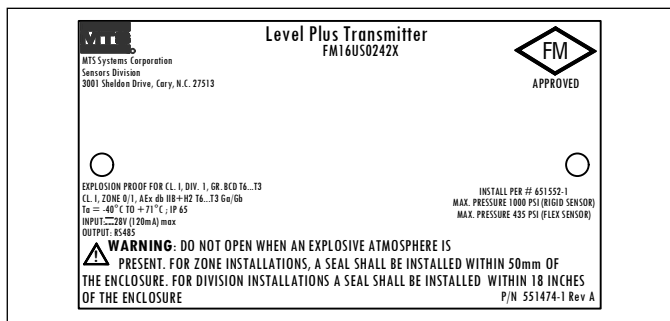 MTS
Level Plus Transmitter
FM16US0242X
FM
APPROVED
MTS Systems Corporation
Sensors Division
3001 Sheldon Drive, Cary, N.C. 27513
EXPLOSION PROOF FOR CL. I, DIV. 1, GR. BCD T6...T3
CL. I, ZONE 0/1, AEx db IIB+H2 T6...T3 Ga/Gb
Ta = -40°C TO +71°C ; IP 65
INPUT:⎓28V (120mA) max
OUTPUT: RS485
INSTALL PER # 651552-1
MAX. PRESSURE 1000 PSI (RIGID SENSOR)
MAX. PRESSURE 435 PSI (FLEX SENSOR)
WARNING: DO NOT OPEN WHEN AN EXPLOSIVE ATMOSPHERE IS
PRESENT. FOR ZONE INSTALLATIONS, A SEAL SHALL BE INSTALLED WITHIN 50mm OF
THE ENCLOSURE. FOR DIVISION INSTALLATIONS A SEAL SHALL BE INSTALLED WITHIN 18 INCHES
OF THE ENCLOSURE
P/N 551474-1 Rev A